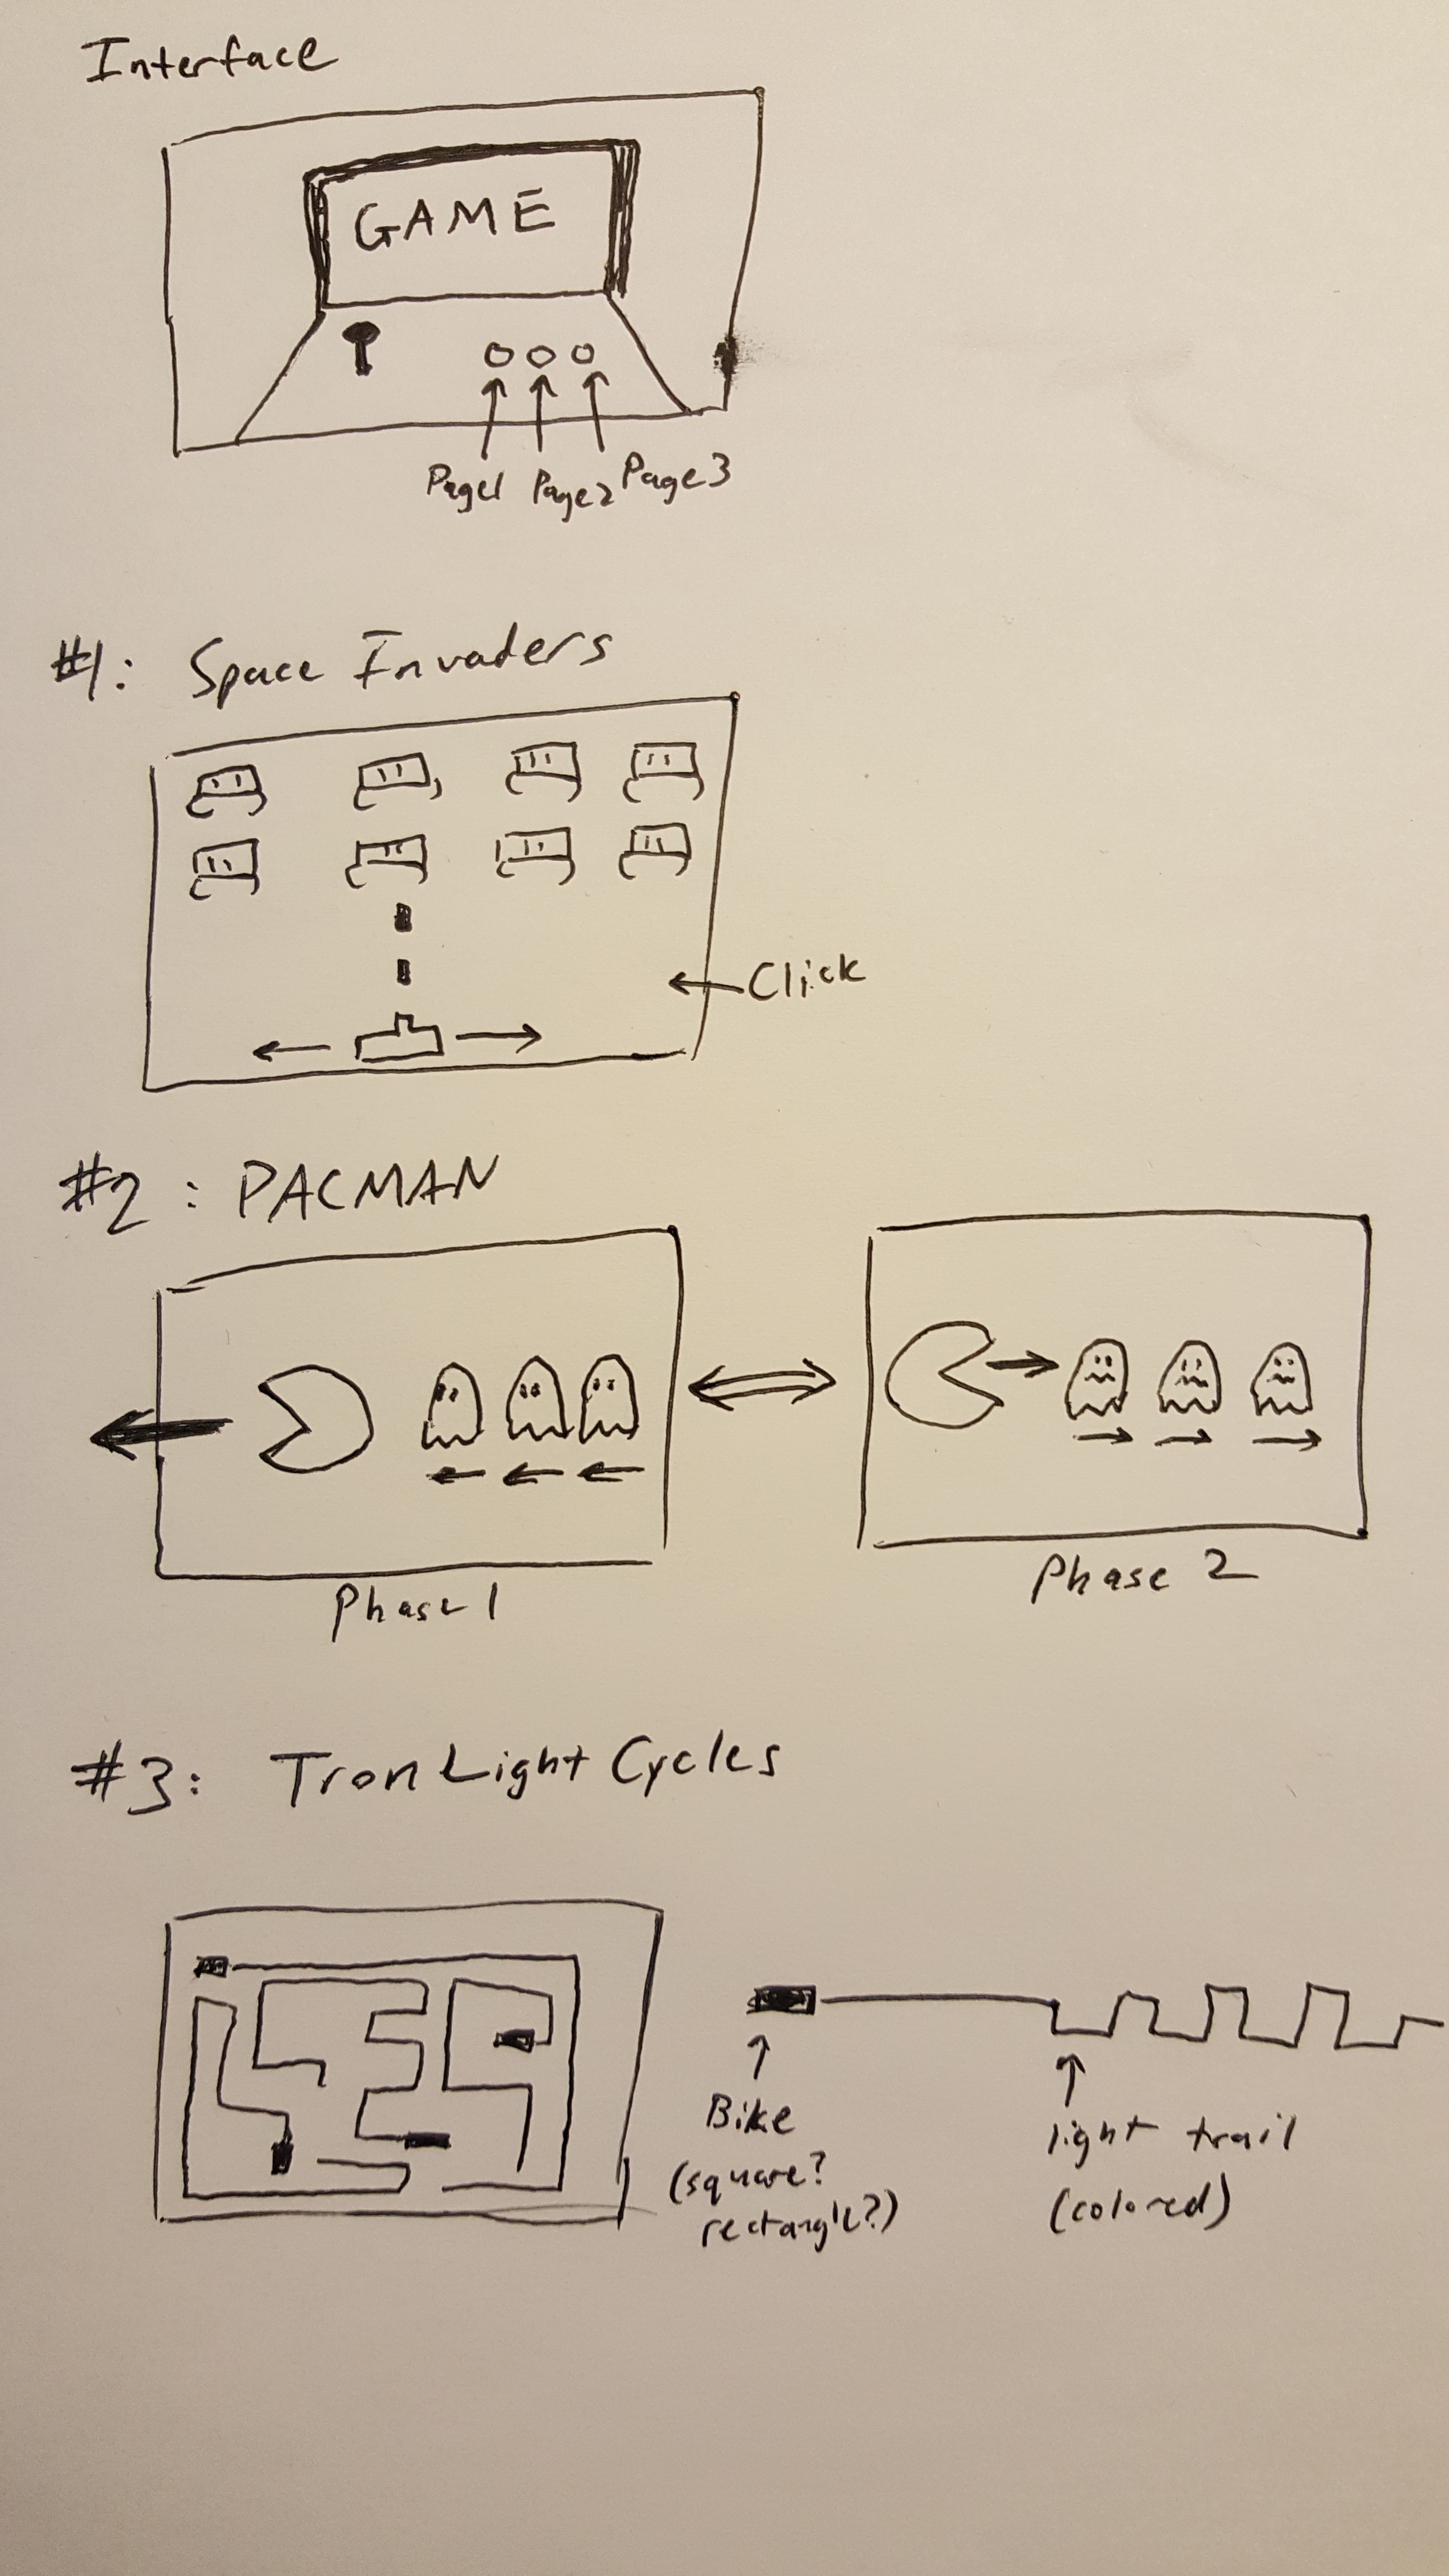 Interface
GAME
Page1 Page2 Page3
#1: Space Invaders
Click
#2: PACMAN
Phase 1
Phase 2
#3: Tron Light Cycles
Bike
(square?
rectangle?)
light trail
(colored)